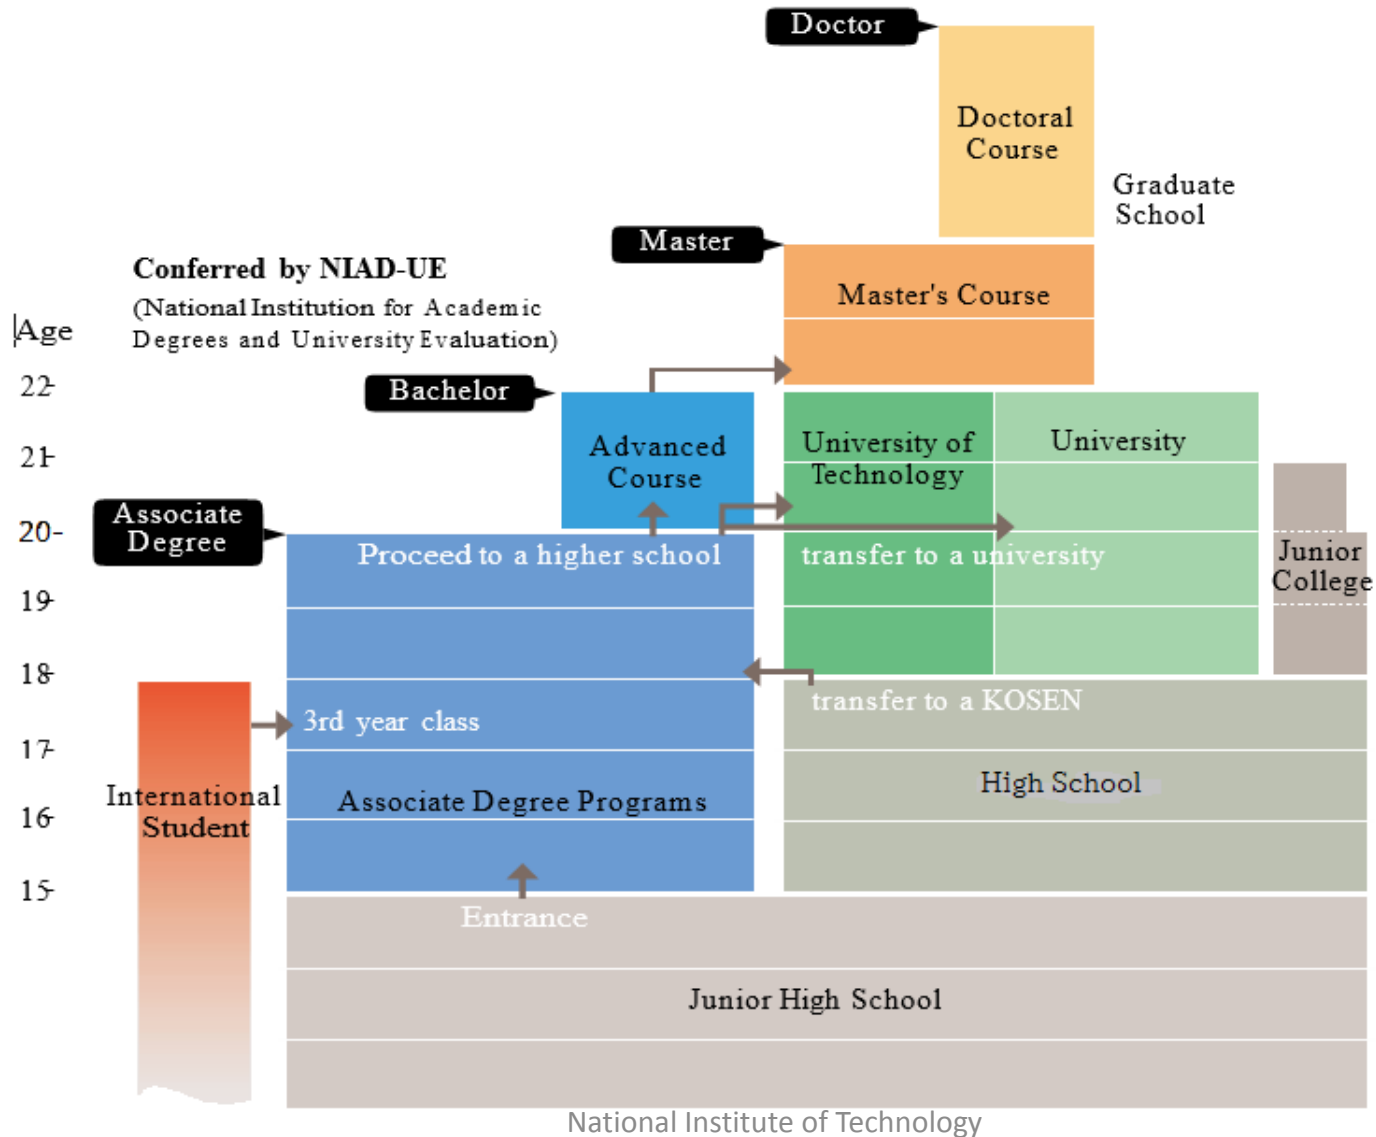 Doctor
Doctoral
Course
Graduate
School
Master
Master's Course
Conferred by NIAD-UE
(National Institution for Academic
Degrees and University Evaluation)
Age
22-
Bachelor
Advanced
Course
University of
Technology
University
21-
Associate
Degree
20-
Proceed to a higher school
transfer to a university
Junior
College
19-
18-
3rd year class
transfer to a KOSEN
17-
International
Student
Associate Degree Programs
High School
16-
15-
Entrance
Junior High School
National Institute of Technology